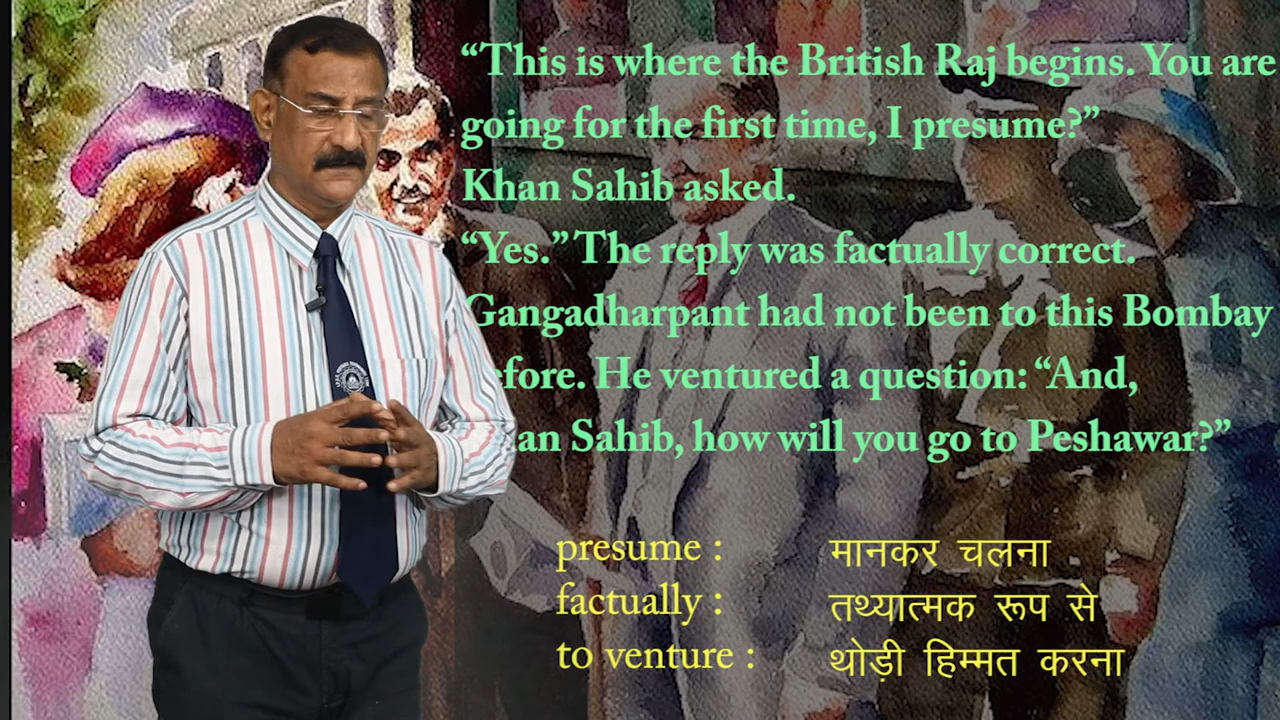 “This is where the British Raj begins. You are
going for the first time, I presume?”
Khan Sahib asked.
“Yes.” The reply was factually correct.
Gangadharpant had not been to this Bombay
efore. He ventured a question: “And,
an Sahib, how will you go to Peshawar?”
presume : मानकर चलना
factually : तथ्यात्मक रूप से
to venture : थोड़ी हिम्मत करना